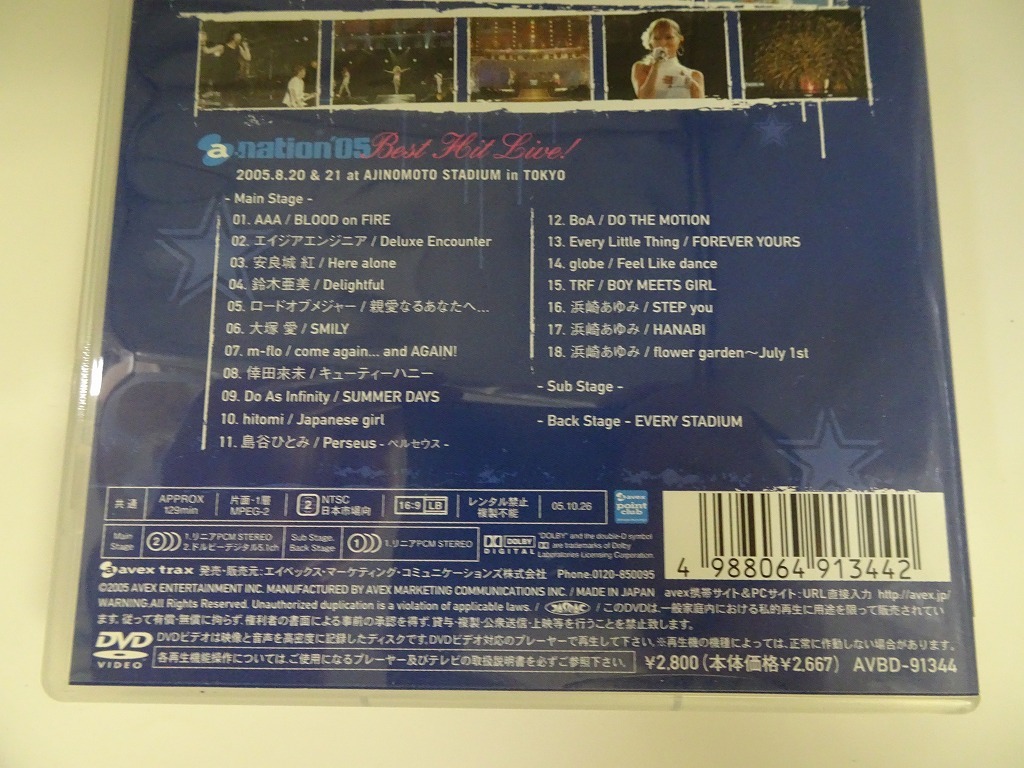 a-nation'05 Best Hit Live!
2005.8.20 & 21 at AJINOMOTO STADIUM in TOKYO
- Main Stage -
01. AAA / BLOOD on FIRE
02. エイジアエンジニア / Deluxe Encounter
03. 安良城 紅 / Here alone
04. 鈴木亜美 / Delightful
05. ロードオブメジャー / 親愛なるあなたへ…
06. 大塚 愛 / SMILY
07. m-flo / come again... and AGAIN!
08. 倖田來未 / キューティーハニー
09. Do As Infinity / SUMMER DAYS
10. hitomi / Japanese girl
11. 島谷ひとみ / Perseus - ペルセウス -
12. BoA / DO THE MOTION
13. Every Little Thing / FOREVER YOURS
14. globe / Feel Like dance
15. TRF / BOY MEETS GIRL
16. 浜崎あゆみ / STEP you
17. 浜崎あゆみ / HANABI
18. 浜崎あゆみ / flower garden〜July 1st
- Sub Stage -
- Back Stage - EVERY STADIUM
共通
APPROX
129min
片面・1層
MPEG-2
2 NTSC
日本市場向
16:9 LB
レンタル禁止
複製不能
05.10.26
avex
point
club
Main
Stage
2
1.リニアPCM STEREO
2.ドルビーデジタル5.1ch
Sub Stage,
Back Stage
1
1.リニアPCM STEREO
DOLBY
DIGITAL
"DOLBY" and the double-D symbol
are trademarks of Dolby
Laboratories Licensing Corporation.
4 988064 913442
avex trax 発売・販売元:エイベックス・マーケティング・コミュニケーションズ株式会社 Phone:0120-850095
avex携帯サイト&PCサイト:URL直接入力 http://avex.jp/
©2005 AVEX ENTERTAINMENT INC. MANUFACTURED BY AVEX MARKETING COMMUNICATIONS INC. / MADE IN JAPAN
WARNING:All Rights Reserved. Unauthorized duplication is a violation of applicable laws. / / このDVDは、一般家庭内における私的再生に用途を限って販売されてい
ます。従って有償・無償に拘らず、権利者の書面による事前の承認を得ず、貸与・複製・公衆送信・上映等を行うことを禁止致します。
DVD
VIDEO
DVDビデオは映像と音声を高密度に記録したディスクです。DVDビデオ対応のプレーヤーで再生して下さい。※再生機の機種によっては、正常に作動しない場合があります。
各再生機能操作については、ご使用になるプレーヤー及びテレビの取扱説明書を必ずご参照下さい。
¥2,800(本体価格¥2,667) AVBD-91344